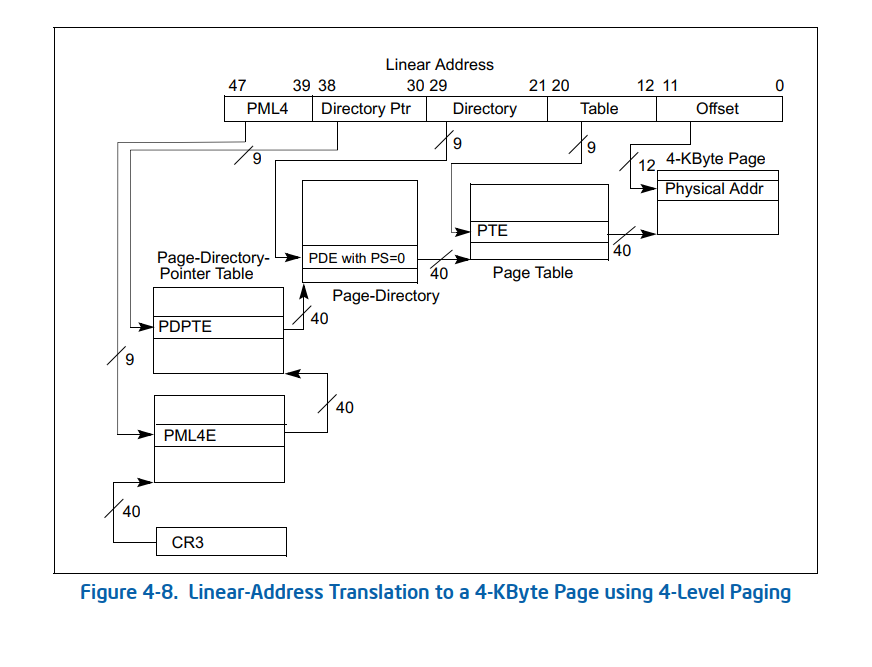 Linear Address
47 39 38 30 29 21 20 12 11 0
PML4 Directory Ptr Directory Table Offset
9 9 9 12 4-KByte Page
Physical Addr
PTE
PDE with PS=0 40 40
Page-Directory-
Pointer Table
Page Table
Page-Directory
PDPTE 40
9
40
PML4E
40
CR3
Figure 4-8. Linear-Address Translation to a 4-KByte Page using 4-Level Paging